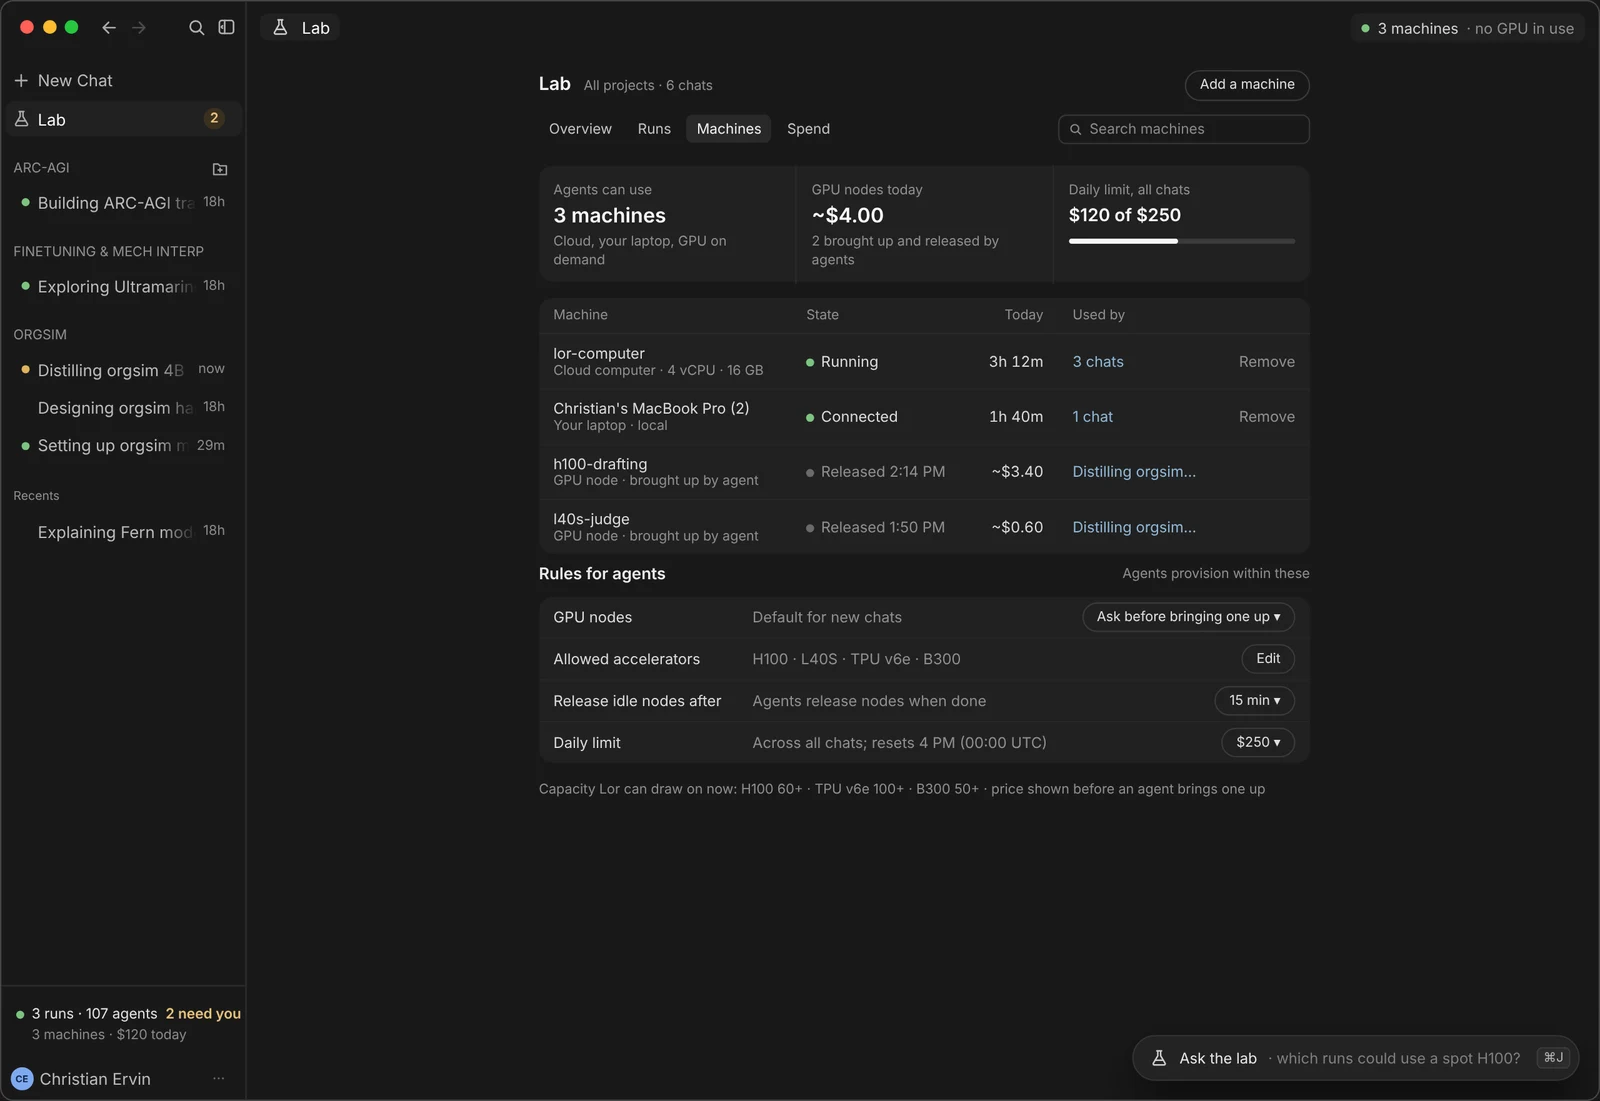 Lab
3 machines · no GPU in use
New Chat
Lab 2
ARC-AGI
Building ARC-AGI tra 18h
FINETUNING & MECH INTERP
Exploring Ultramarin 18h
ORGSIM
Distilling orgsim 4B now
Designing orgsim ha 18h
Setting up orgsim m 29m
Recents
Explaining Fern mod 18h
3 runs · 107 agents 2 need you
3 machines · $120 today
CE Christian Ervin ···
Lab All projects · 6 chats
Add a machine
Overview Runs Machines Spend
Search machines
Agents can use
3 machines
Cloud, your laptop, GPU on
demand
GPU nodes today
~$4.00
2 brought up and released by
agents
Daily limit, all chats
$120 of $250
Machine State Today Used by
lor-computer
Cloud computer · 4 vCPU · 16 GB
Running 3h 12m 3 chats Remove
Christian's MacBook Pro (2)
Your laptop · local
Connected 1h 40m 1 chat Remove
h100-drafting
GPU node · brought up by agent
Released 2:14 PM ~$3.40 Distilling orgsim...
l40s-judge
GPU node · brought up by agent
Released 1:50 PM ~$0.60 Distilling orgsim...
Rules for agents Agents provision within these
GPU nodes Default for new chats Ask before bringing one up ▾
Allowed accelerators H100 · L40S · TPU v6e · B300 Edit
Release idle nodes after Agents release nodes when done 15 min ▾
Daily limit Across all chats; resets 4 PM (00:00 UTC) $250 ▾
Capacity Lor can draw on now: H100 60+ · TPU v6e 100+ · B300 50+ · price shown before an agent brings one up
Ask the lab · which runs could use a spot H100? ⌘J